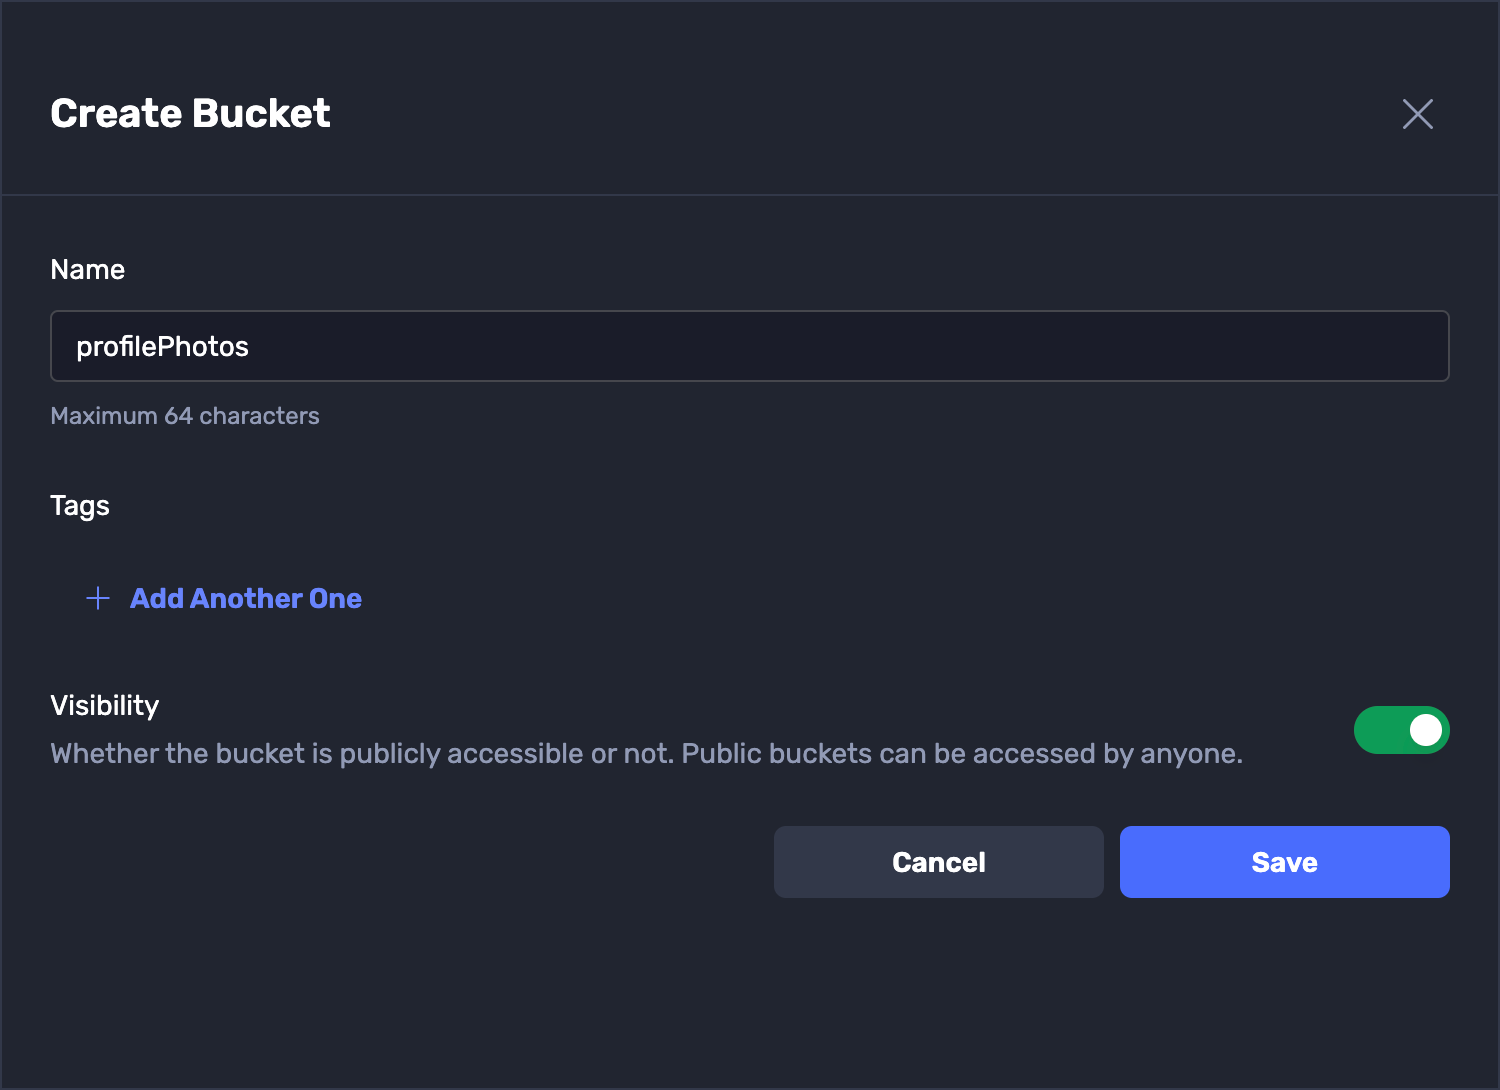 Create Bucket
Name
profilePhotos
Maximum 64 characters
Tags
Add Another One
Visibility
Whether the bucket is publicly accessible or not. Public buckets can be accessed by anyone.
Cancel
Save